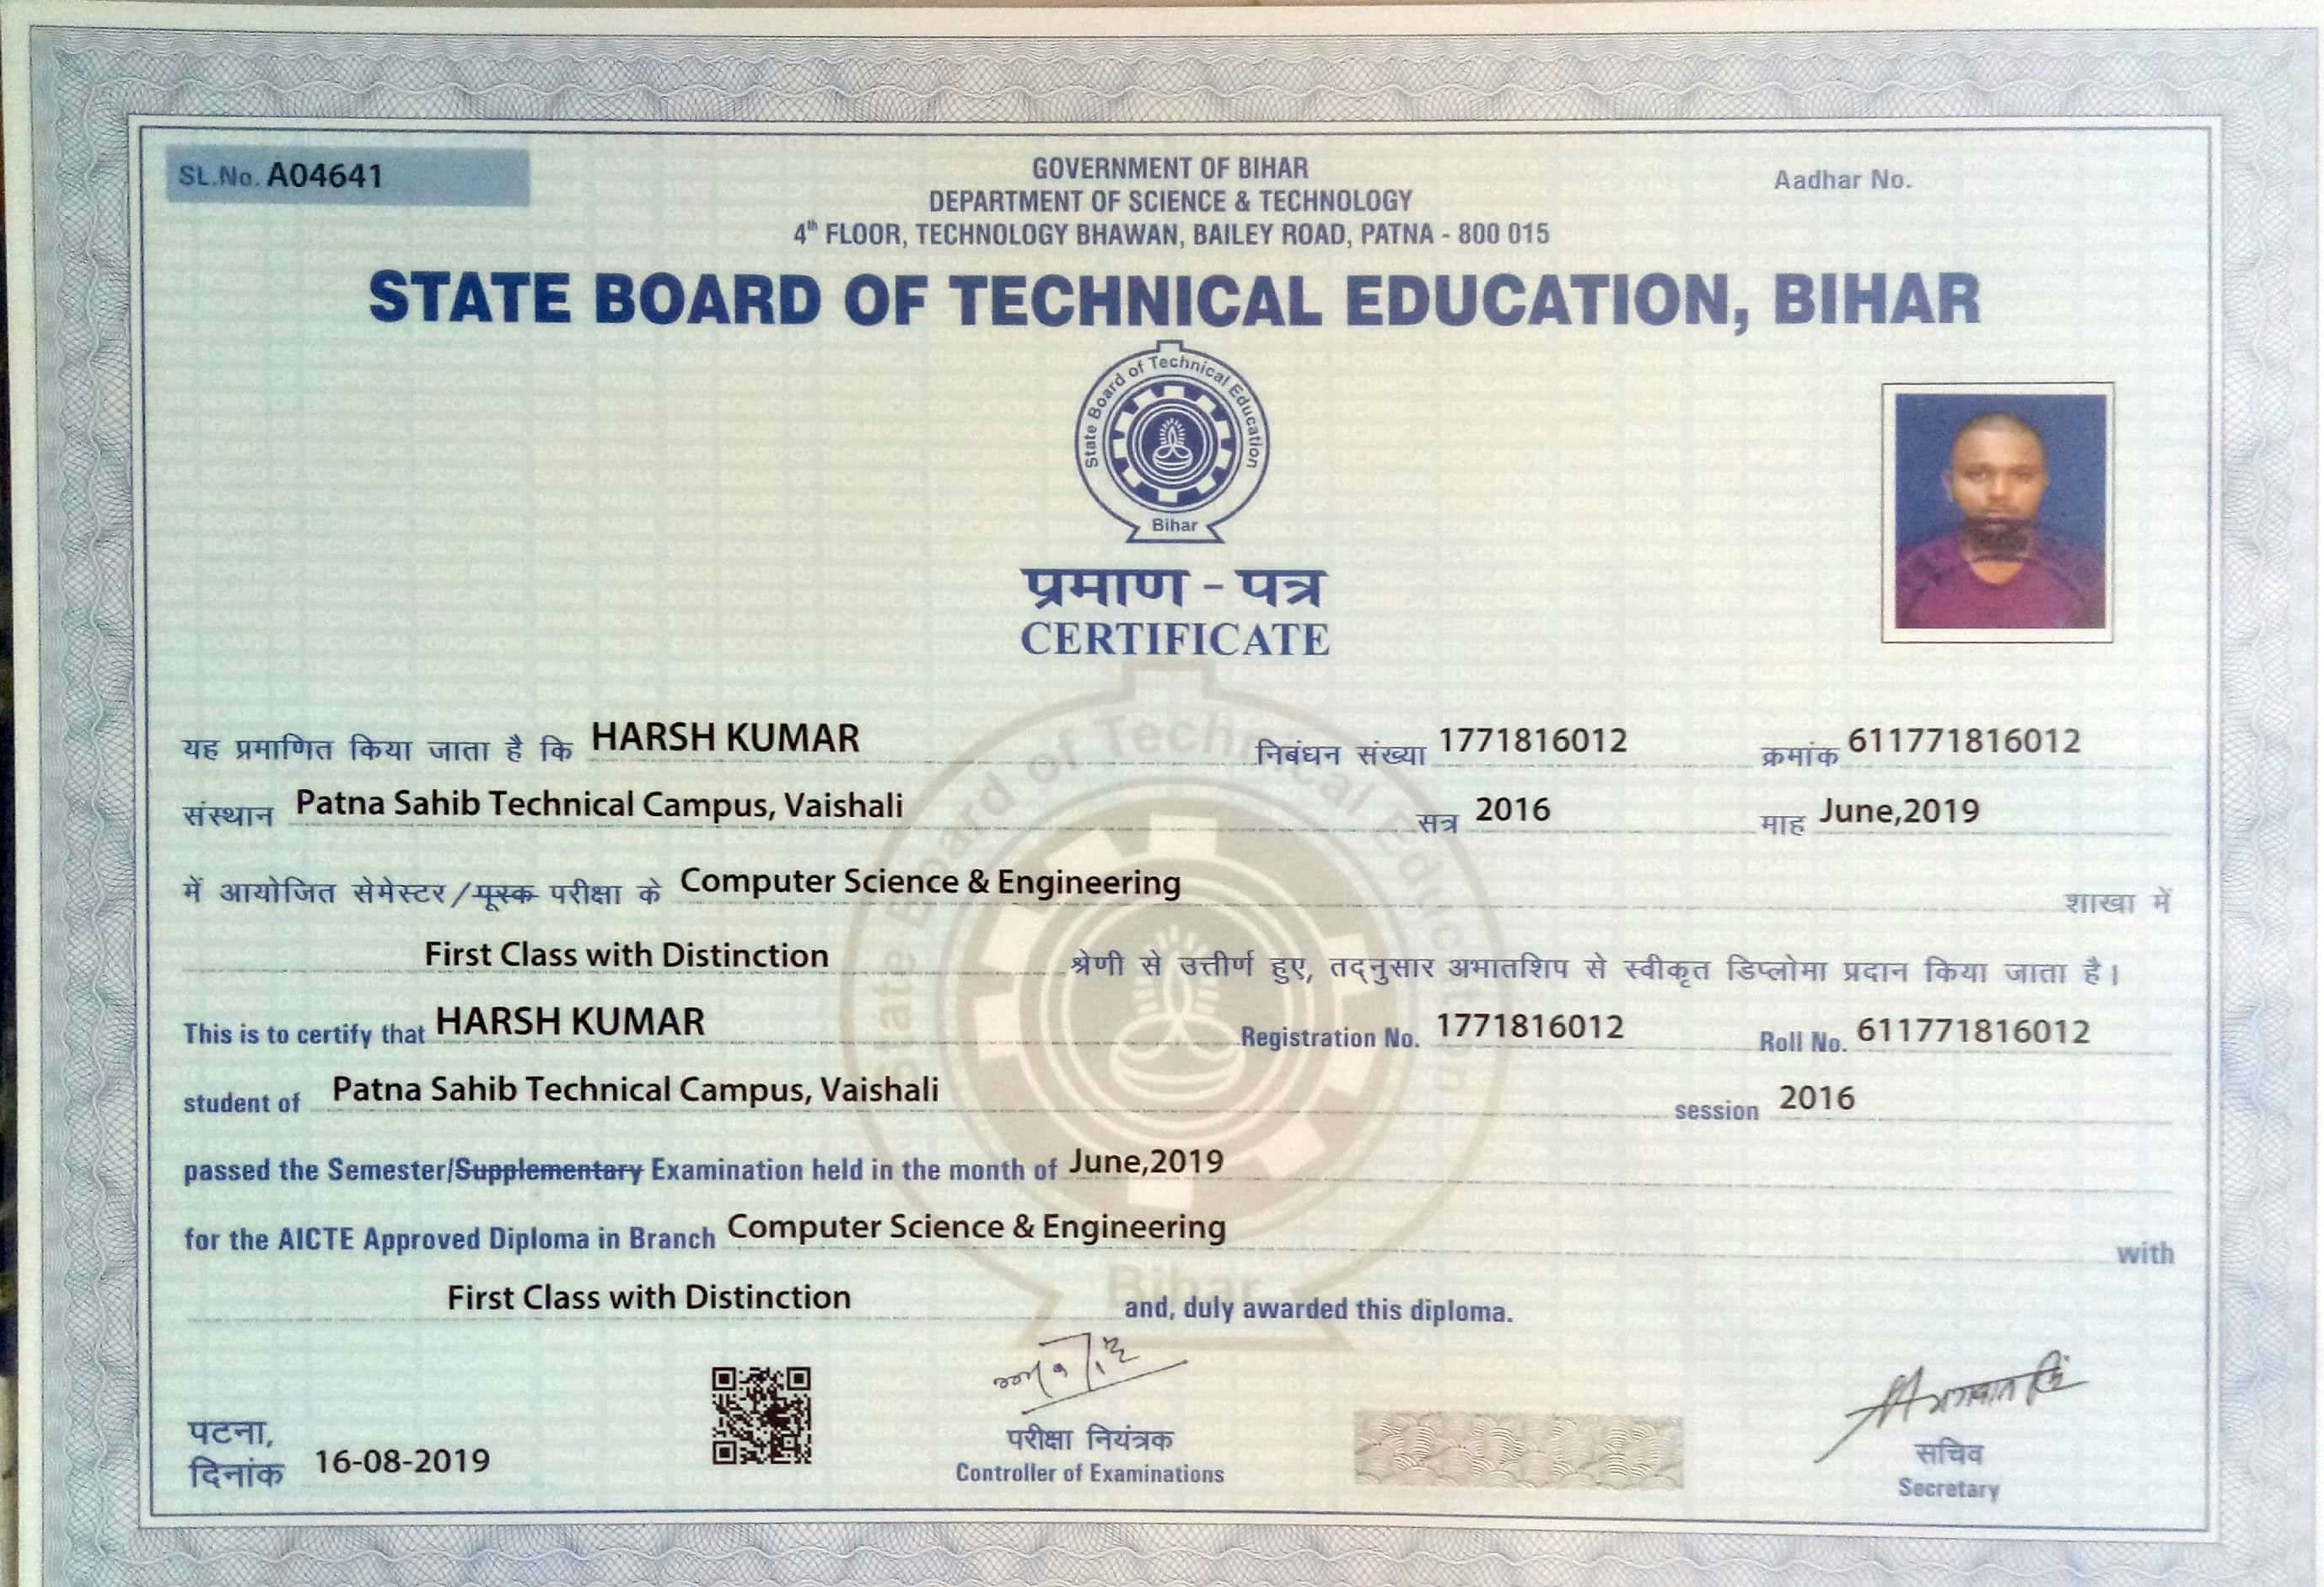 SL.No. A04641
GOVERNMENT OF BIHAR
Aadhar No.
DEPARTMENT OF SCIENCE & TECHNOLOGY
4th FLOOR, TECHNOLOGY BHAWAN, BAILEY ROAD, PATNA - 800 015
STATE BOARD OF TECHNICAL EDUCATION, BIHAR
State Board of Technical Education
Bihar
प्रमाण - पत्र
CERTIFICATE
यह प्रमाणित किया जाता है कि HARSH KUMAR निबंधन संख्या 1771816012 क्रमांक 611771816012
संस्थान Patna Sahib Technical Campus, Vaishali सत्र 2016 माह June,2019
में आयोजित सेमेस्टर/पूरक परीक्षा के Computer Science & Engineering शाखा में
First Class with Distinction श्रेणी से उत्तीर्ण हुए, तद्नुसार अभातशिप से स्वीकृत डिप्लोमा प्रदान किया जाता है।
This is to certify that HARSH KUMAR Registration No. 1771816012 Roll No. 611771816012
student of Patna Sahib Technical Campus, Vaishali session 2016
passed the Semester/Supplementary Examination held in the month of June,2019
for the AICTE Approved Diploma in Branch Computer Science & Engineering with
First Class with Distinction and, duly awarded this diploma.
पटना,
दिनांक 16-08-2019
परीक्षा नियंत्रक
Controller of Examinations
सचिव
Secretary